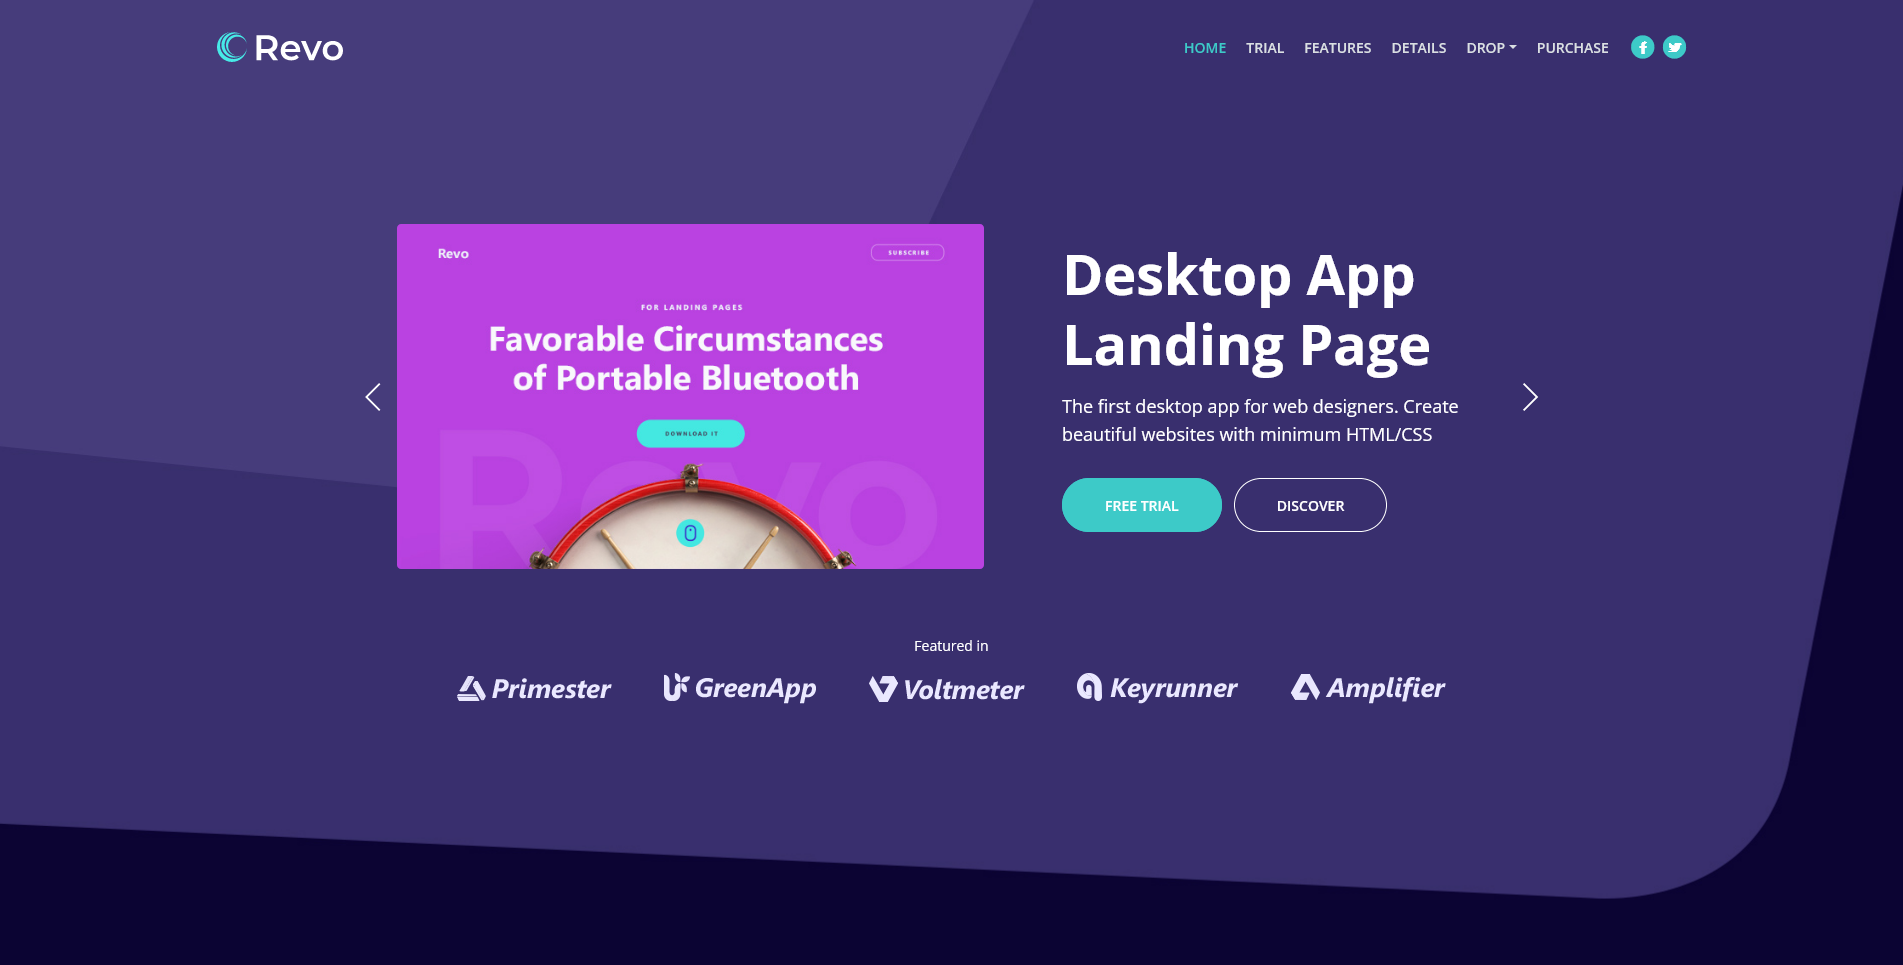 Revo
HOME TRIAL FEATURES DETAILS DROP PURCHASE
Revo
SUBSCRIBE
FOR LANDING PAGES
Favorable Circumstances
of Portable Bluetooth
DOWNLOAD IT
Revo
Desktop App
Landing Page
The first desktop app for web designers. Create
beautiful websites with minimum HTML/CSS
FREE TRIAL DISCOVER
Featured in
Primester GreenApp Voltmeter Keyrunner Amplifier